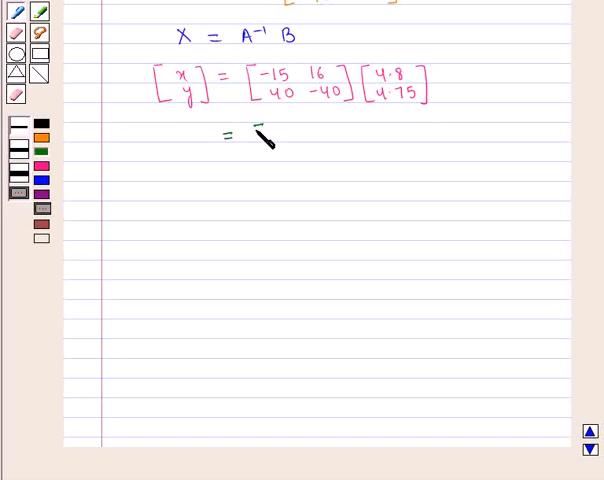 X = A⁻¹ B
[x] = [-15 16] [4.8]
[y] [40 -40] [4.75]
=